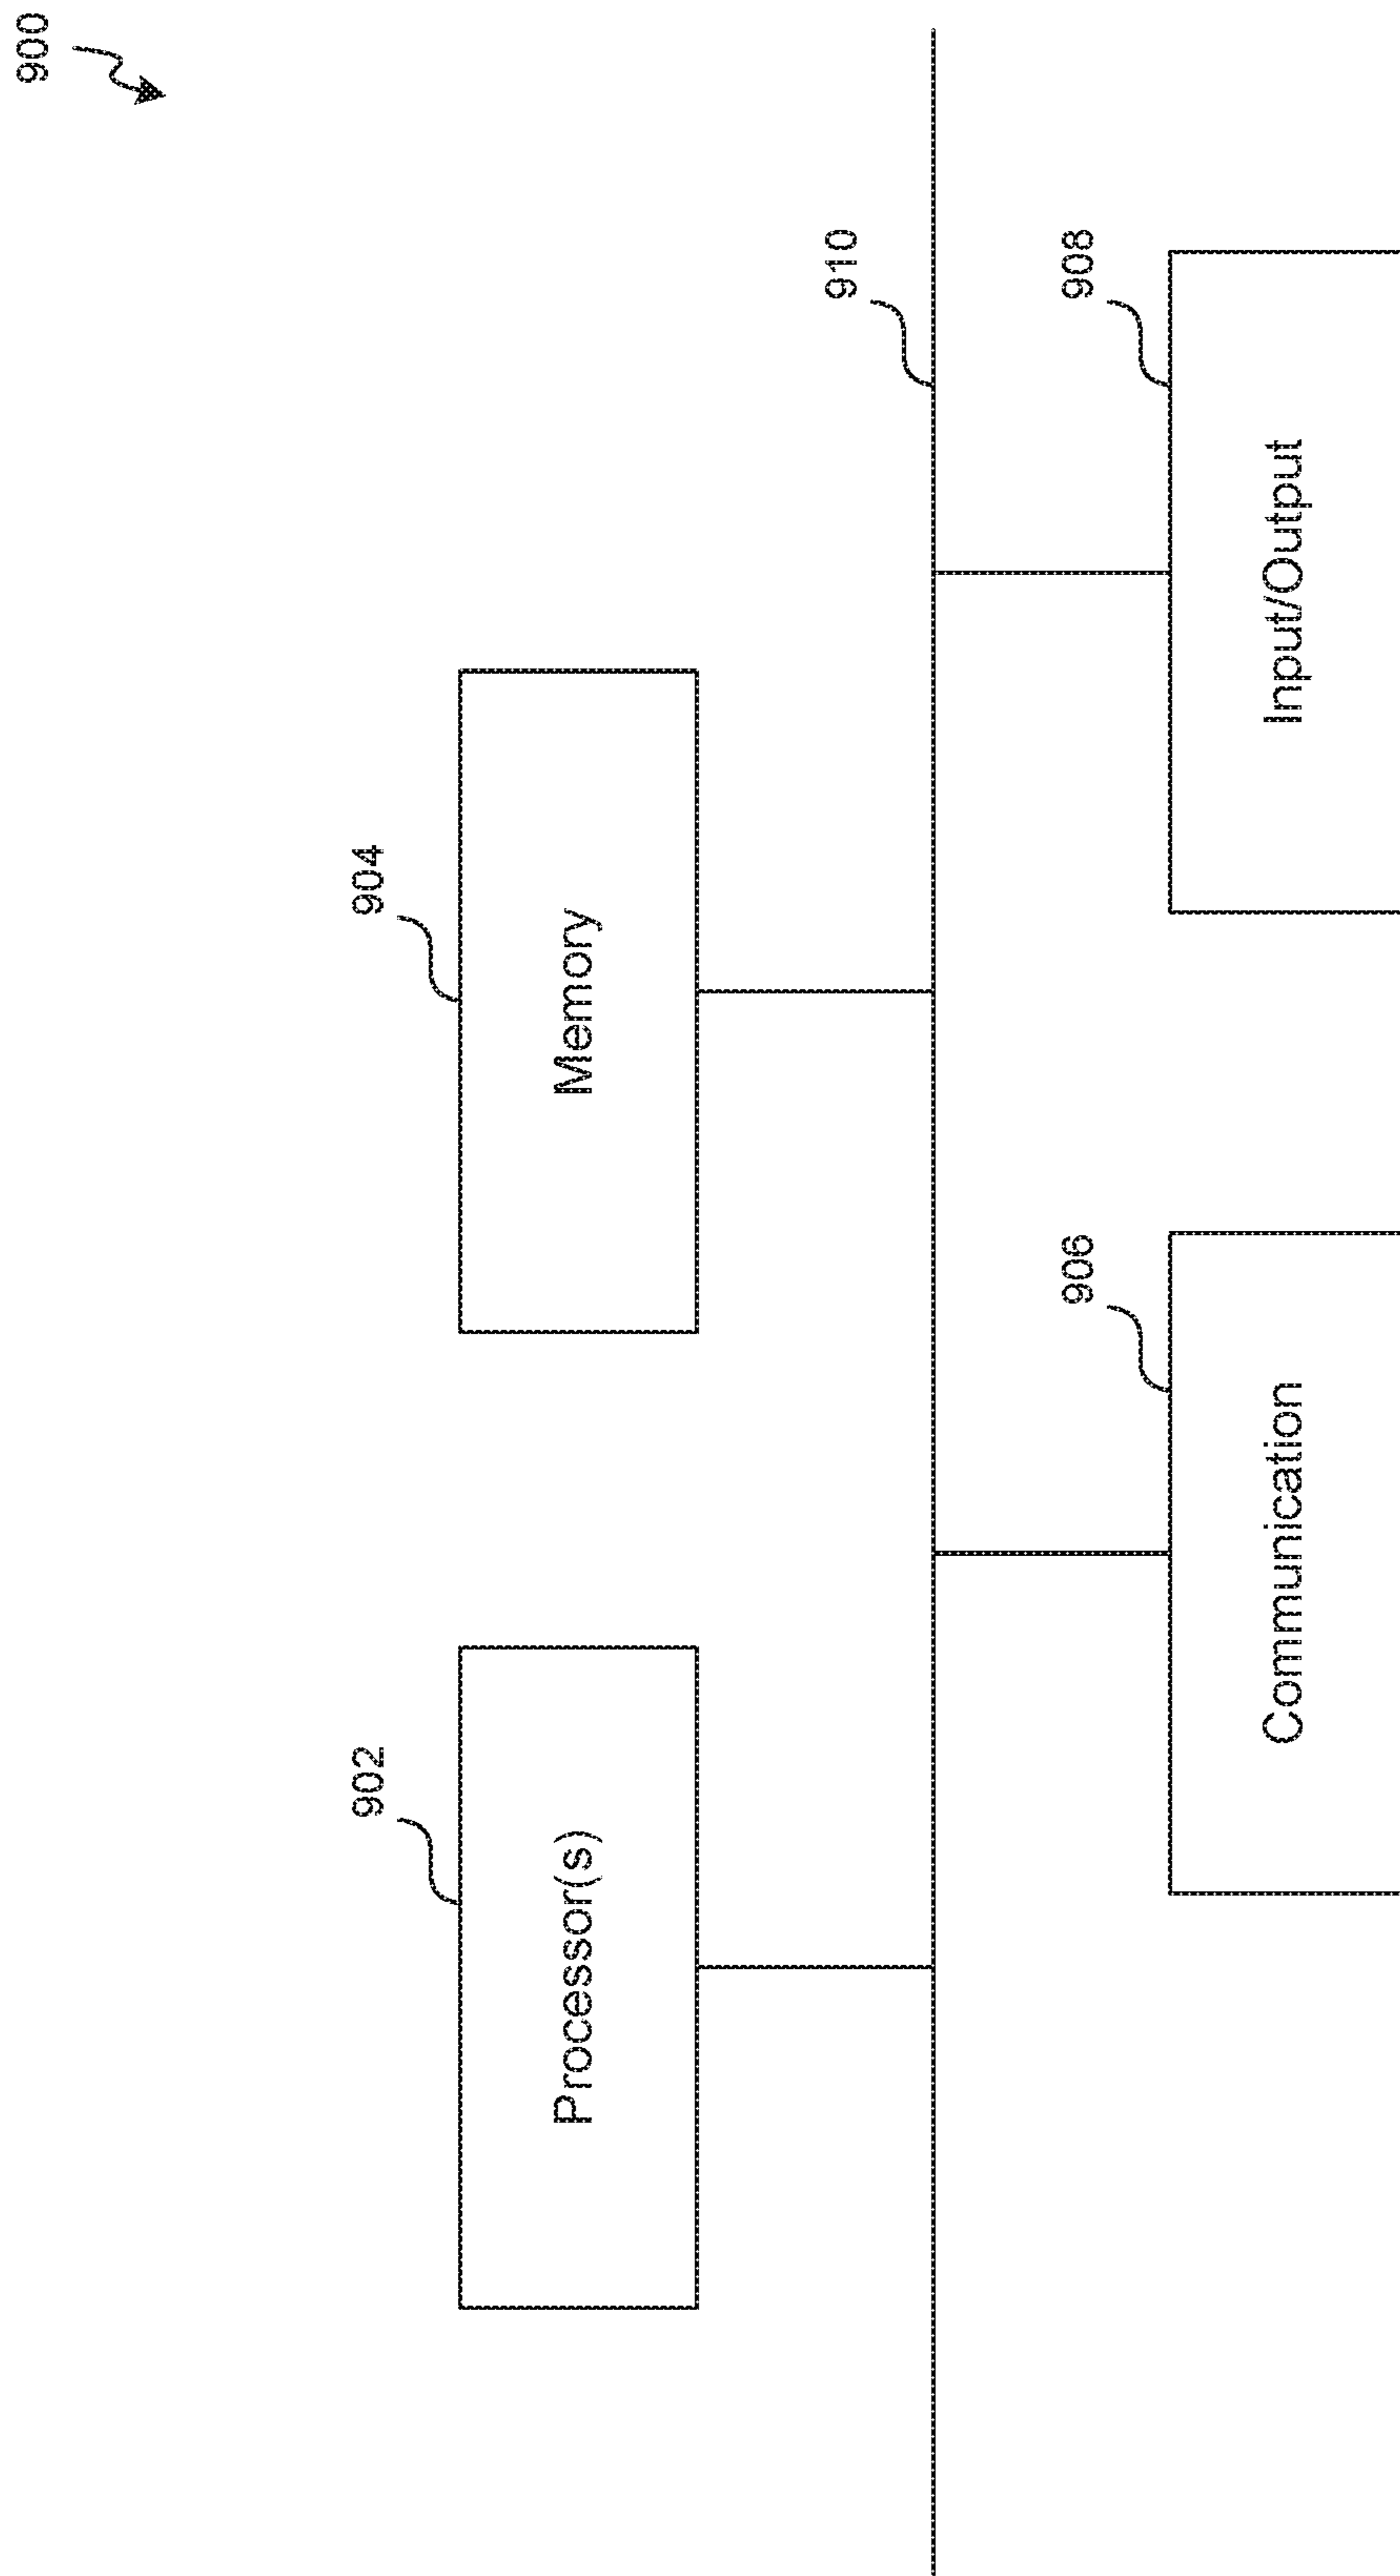 900
902
Processor(s)
904
Memory
910
906
Communication
908
Input/Output